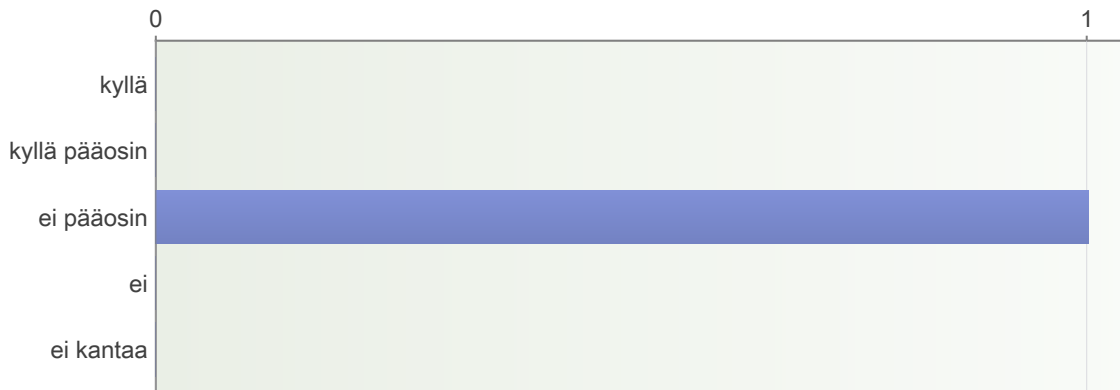 0 1
kyllä
kyllä pääosin
ei pääosin
ei
ei kantaa